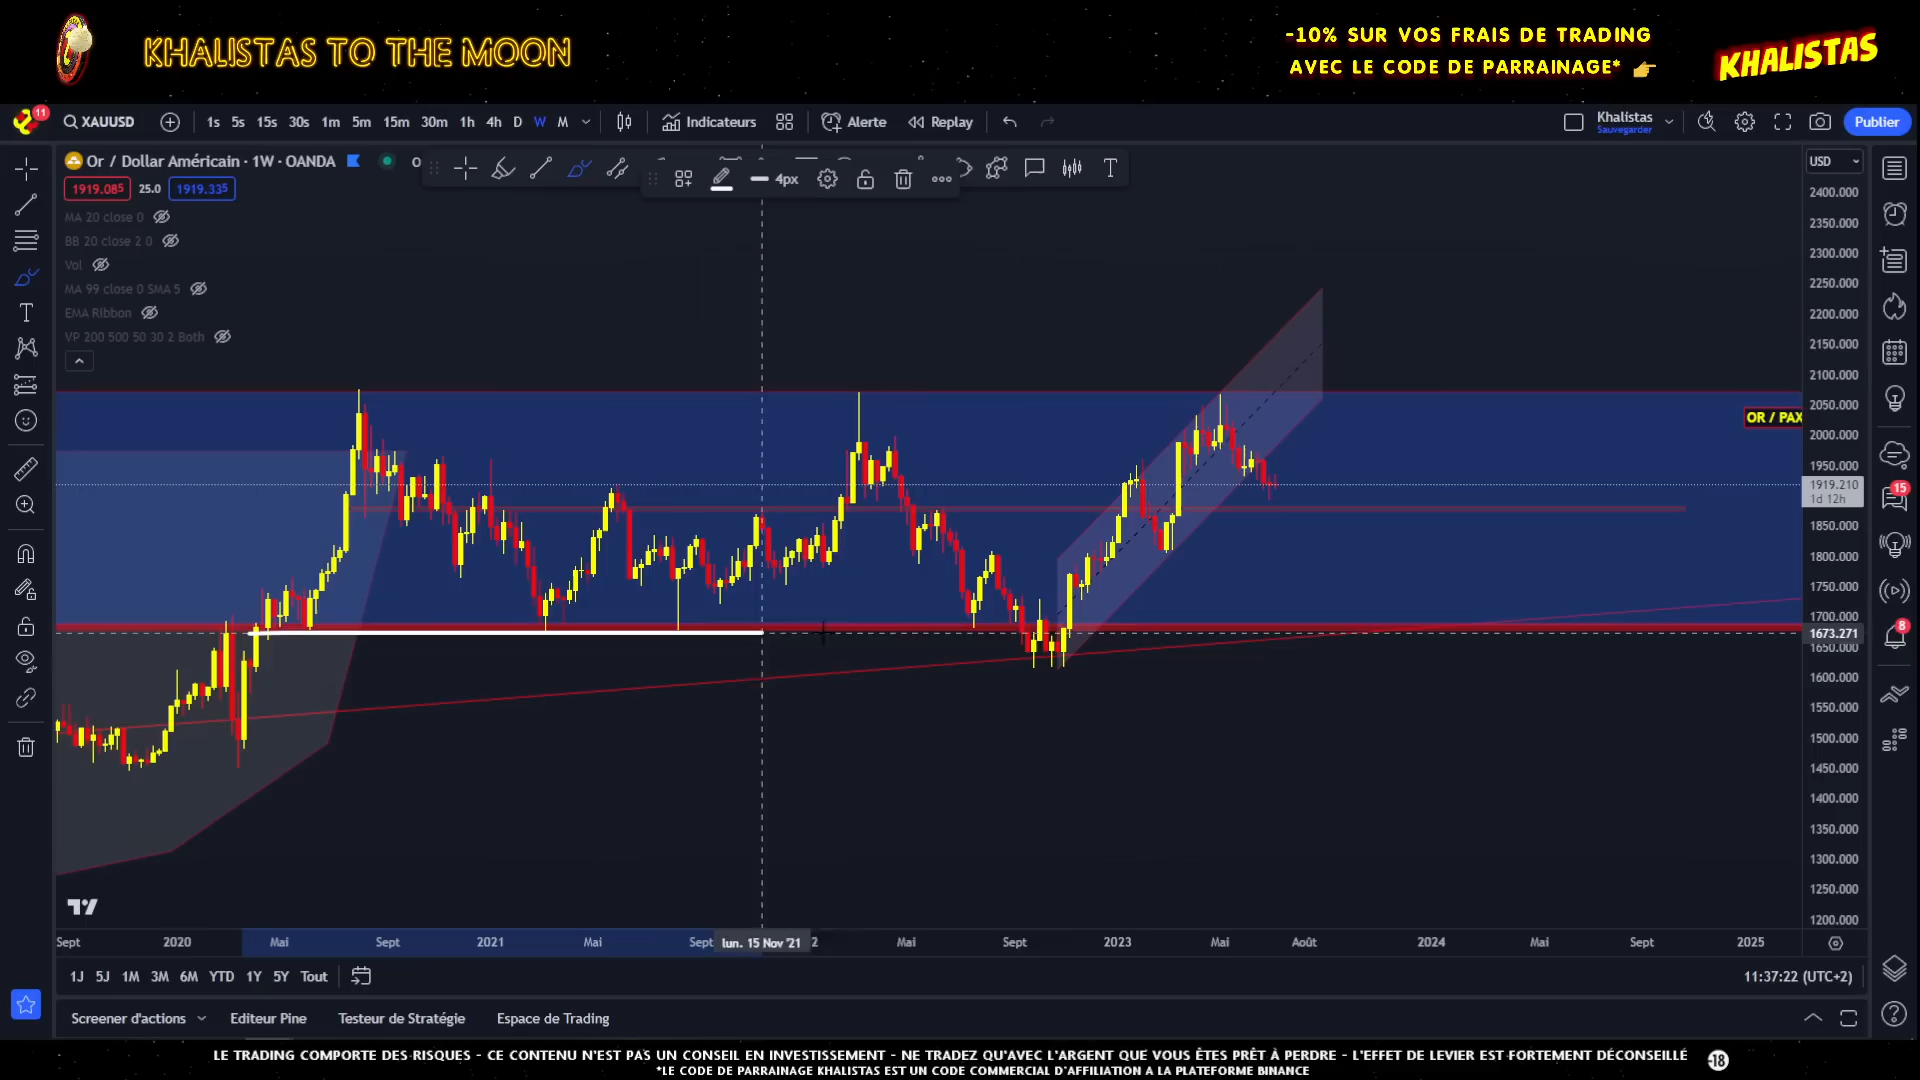 KHALISTAS TO THE MOON
-10% SUR VOS FRAIS DE TRADING
AVEC LE CODE DE PARRAINAGE* 👉
KHALISTAS
11
XAUUSD
1s 5s 15s 30s 1m 5m 15m 30m 1h 4h D W M
Indicateurs
Alerte
Replay
Khalistas
Sauvegarder
Publier
Or / Dollar Américain · 1W · OANDA
O
4px
T
USD
1919.085
25.0
1919.335
MA 20 close 0
BB 20 close 2 0
Vol
MA 99 close 0 SMA 5
EMA Ribbon
VP 200 500 50 30 2 Both
2400.000
2350.000
2300.000
2250.000
2200.000
2150.000
2100.000
2050.000
2000.000
1950.000
1919.210
1d 12h
1850.000
1800.000
1750.000
1700.000
1673.271
1650.000
1600.000
1550.000
1500.000
1450.000
1400.000
1350.000
1300.000
1250.000
1200.000
OR / PAX
15
8
Sept 2020 Mai Sept 2021 Mai Sept lun. 15 Nov '21 2 Mai Sept 2023 Mai Août 2024 Mai Sept 2025
1J 5J 1M 3M 6M YTD 1Y 5Y Tout
11:37:22 (UTC+2)
Screener d'actions
Editeur Pine
Testeur de Stratégie
Espace de Trading
LE TRADING COMPORTE DES RISQUES - CE CONTENU N'EST PAS UN CONSEIL EN INVESTISSEMENT - NE TRADEZ QU'AVEC L'ARGENT QUE VOUS ÊTES PRÊT À PERDRE - L'EFFET DE LEVIER EST FORTEMENT DÉCONSEILLÉ
-18
*LE CODE DE PARRAINAGE KHALISTAS EST UN CODE COMMERCIAL D'AFFILIATION A LA PLATEFORME BINANCE